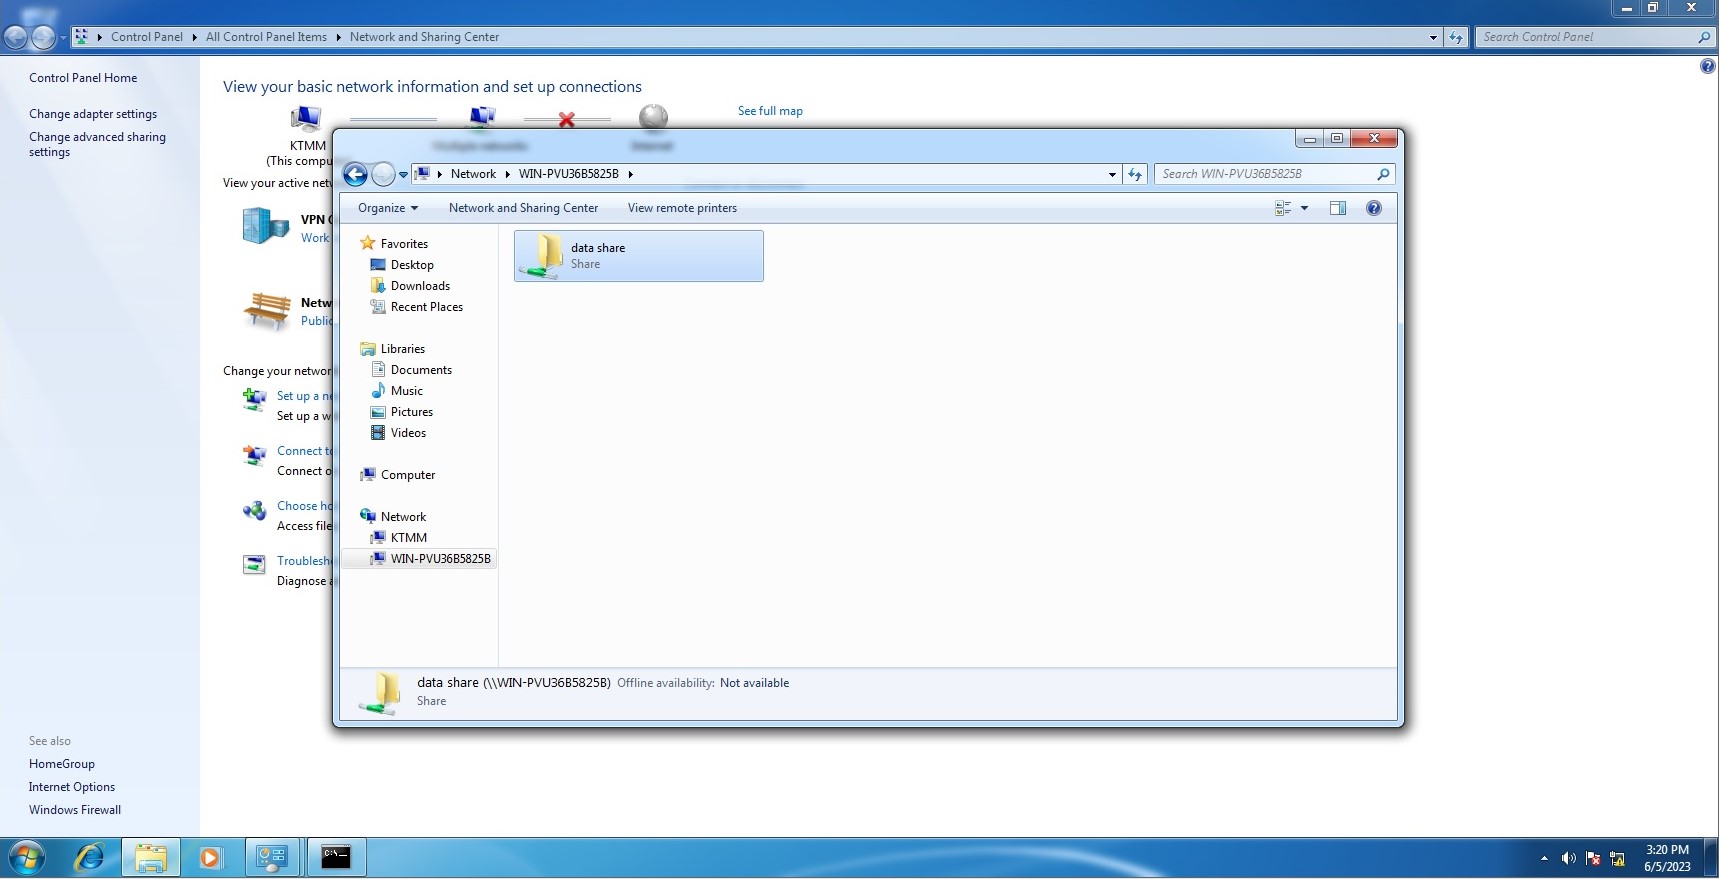 Control Panel
All Control Panel Items
Network and Sharing Center
Search Control Panel
Control Panel Home
Change adapter settings
Change advanced sharing
settings
View your basic network information and set up connections
See full map
KTMM
(This compu
Multiple networks
Internet
View your active netw
VPN
Work
Netw
Public
Change your networ
Set up a ne
Set up a w
Connect to
Connect o
Choose ho
Access file
Troublesh
Diagnose a
See also
HomeGroup
Internet Options
Windows Firewall
Network
WIN-PVU36B5825B
Search WIN-PVU36B5825B
Organize
Network and Sharing Center
View remote printers
Favorites
Desktop
Downloads
Recent Places
Libraries
Documents
Music
Pictures
Videos
Computer
Network
KTMM
WIN-PVU36B5825B
data share
Share
data share (\\WIN-PVU36B5825B) Offline availability: Not available
Share
C:\_
3:20 PM
6/5/2023